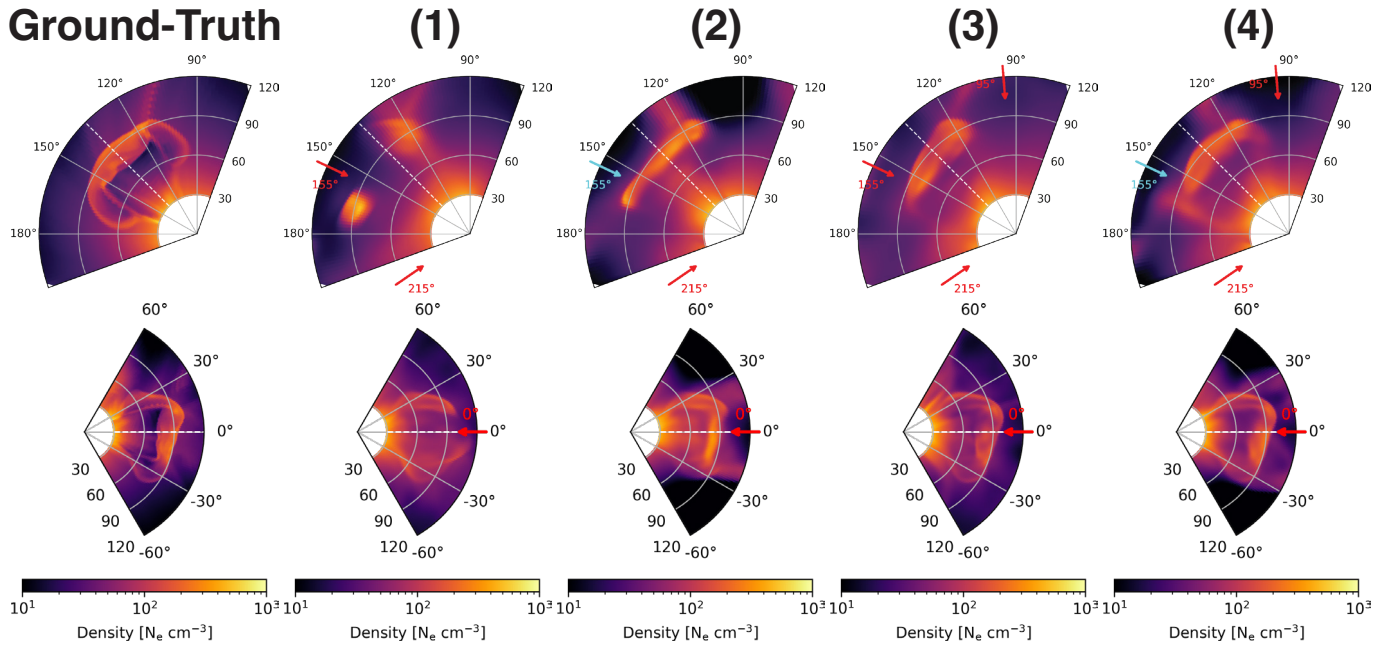 Ground-Truth (1) (2) (3) (4)
90° 90° 90° 90° 90°
120° 120 120° 120 120° 120 120° 95° 120 120° 95° 120
150° 90 150° 90 150° 90 150° 90 150° 90
60 155° 60 155° 60 155° 60 155° 60
30 30 30 30 30
180° 180° 180° 180° 180°
215° 215° 215° 215°
60° 60° 60° 60° 60°
30° 30° 30° 30° 30°
0° 0° 0° 0° 0° 0° 0° 0° 0°
30 30 30 30 30
60 -30° 60 -30° 60 -30° 60 -30° 60 -30°
90 90 90 90 90
120 -60° 120 -60° 120 -60° 120 -60° 120 -60°
10¹ 10² 10³ 10¹ 10² 10³ 10¹ 10² 10³ 10¹ 10² 10³ 10¹ 10² 10³
Density [Nₑ cm⁻³] Density [Nₑ cm⁻³] Density [Nₑ cm⁻³] Density [Nₑ cm⁻³] Density [Nₑ cm⁻³]